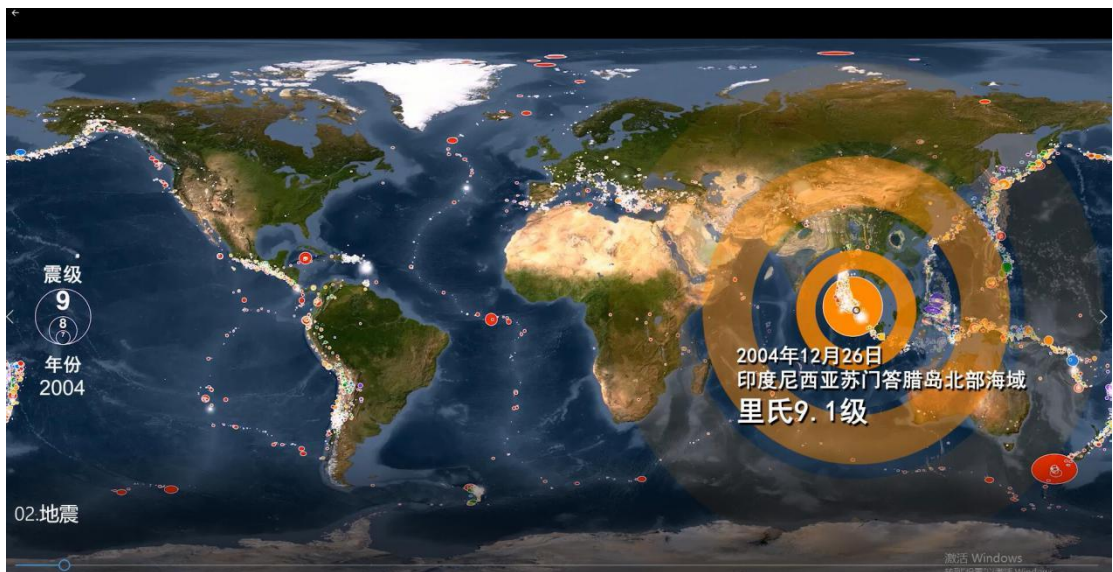 震级
9
8
7
年份
2004
2004年12月26日
印度尼西亚苏门答腊岛北部海域
里氏9.1级
02.地震
激活 Windows